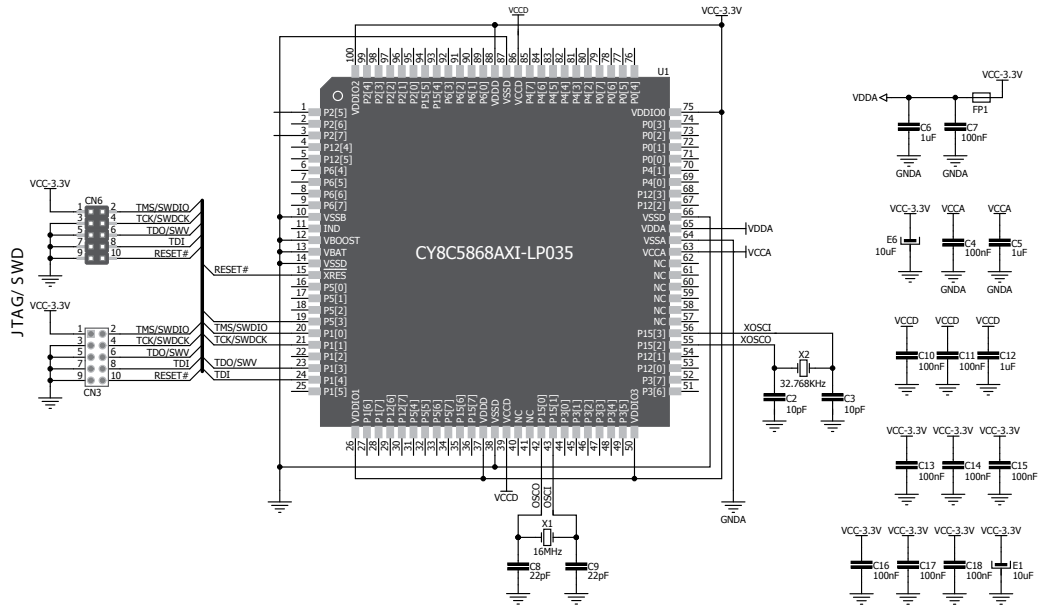 VCCD
VCC-3.3V
100
99
98
97
96
95
94
93
92
91
90
89
88
87
86
85
84
83
82
81
80
79
78
77
76
U1
VDDIO2
P2[4]
P2[3]
P2[2]
P2[1]
P2[0]
P15[5]
P15[4]
P6[3]
P6[2]
P6[1]
P6[0]
VDDD
VSSD
VCCD
P4[7]
P4[6]
P4[5]
P4[4]
P4[3]
P4[2]
P0[7]
P0[6]
P0[5]
P0[4]
1 P2[5]
2 P2[6]
3 P2[7]
4 P12[4]
5 P12[5]
6 P6[4]
7 P6[5]
8 P6[6]
9 P6[7]
10 VSSB
11 IND
12 VBOOST
13 VBAT
14 VSSD
15 XRES
16 P5[0]
17 P5[1]
18 P5[2]
19 P5[3]
20 P1[0]
21 P1[1]
22 P1[2]
23 P1[3]
24 P1[4]
25 P1[5]
CY8C5868AXI-LP035
VDDIO0 75
P0[3] 74
P0[2] 73
P0[1] 72
P0[0] 71
P4[1] 70
P4[0] 69
P12[3] 68
P12[2] 67
VSSD 66
VDDA 65
VSSA 64
VCCA 63
NC 62
NC 61
NC 60
NC 59
NC 58
NC 57
P15[3] 56
P15[2] 55
P12[1] 54
P12[0] 53
P3[7] 52
P3[6] 51
VDDA
VCCA
XOSCI
XOSCO
VDDIO1
P1[6]
P1[7]
P12[6]
P12[7]
P5[4]
P5[5]
P5[6]
P5[7]
P15[6]
P15[7]
VDDD
VSSD
VCCD
NC
NC
P15[0]
P15[1]
P3[0]
P3[1]
P3[2]
P3[3]
P3[4]
P3[5]
VDDIO3
26
27
28
29
30
31
32
33
34
35
36
37
38
39
40
41
42
43
44
45
46
47
48
49
50
VCCD
OSCO
OSCI
X1
16MHz
C8
22pF
C9
22pF
GNDA
X2
32.768KHz
C2
10pF
C3
10pF
JTAG/ SWD
VCC-3.3V
CN6
1 2 TMS/SWDIO
3 4 TCK/SWDCK
5 6 TDO/SWV
7 8 TDI
9 10 RESET#
RESET#
VCC-3.3V
1 2 TMS/SWDIO
3 4 TCK/SWDCK
5 6 TDO/SWV
7 8 TDI
9 10 RESET#
CN3
TMS/SWDIO
TCK/SWDCK
TDO/SWV
TDI
VCC-3.3V
VDDA
FP1
C6
1uF
C7
100nF
GNDA
GNDA
VCC-3.3V
VCCA
VCCA
E6
10uF
C4
100nF
C5
1uF
GNDA
GNDA
VCCD
VCCD
VCCD
C10
100nF
C11
100nF
C12
1uF
VCC-3.3V
VCC-3.3V
VCC-3.3V
C13
100nF
C14
100nF
C15
100nF
VCC-3.3V
VCC-3.3V
VCC-3.3V
VCC-3.3V
C16
100nF
C17
100nF
C18
100nF
E1
10uF